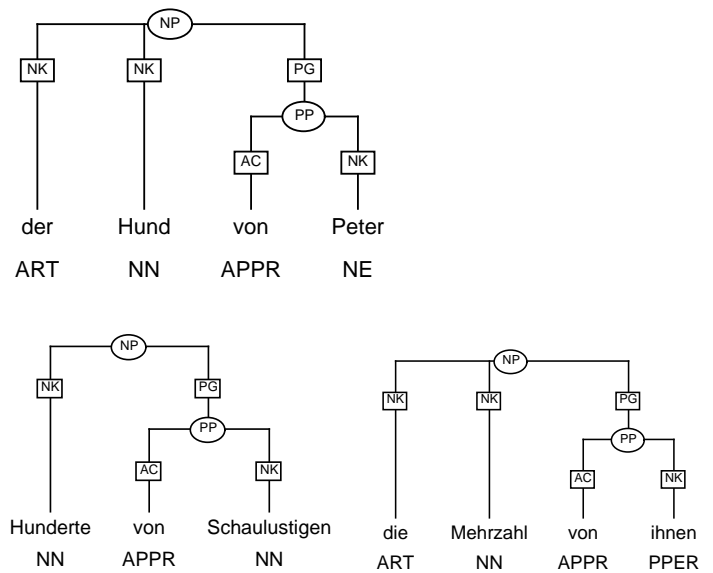 NP
NK NK PG
PP
AC NK
der Hund von Peter
ART NN APPR NE
NP
NK PG
PP
AC NK
Hunderte von Schaulustigen
NN APPR NN
NP
NK NK PG
PP
AC NK
die Mehrzahl von ihnen
ART NN APPR PPER